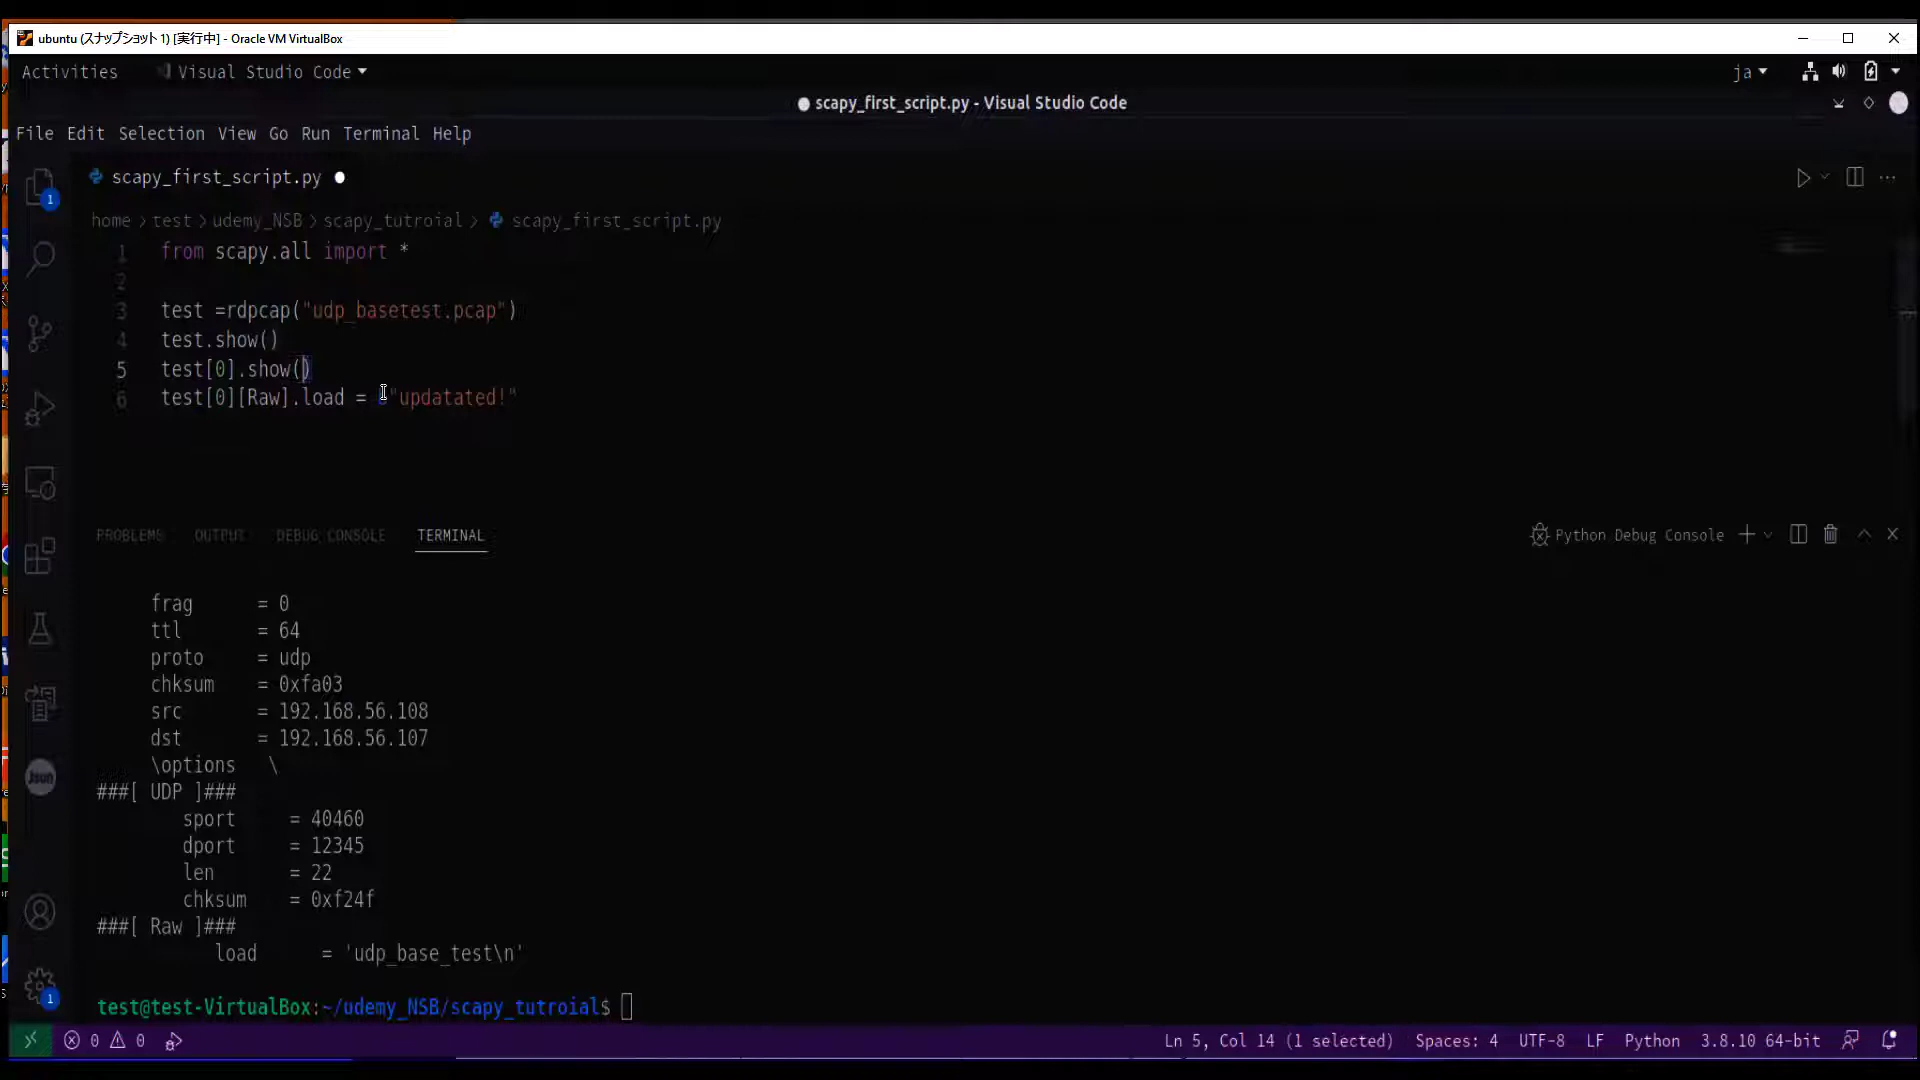 ubuntu (スナップショット 1) [実行中] - Oracle VM VirtualBox
Activities Visual Studio Code ja
● scapy_first_script.py - Visual Studio Code
File Edit Selection View Go Run Terminal Help
scapy_first_script.py ●
home > test > udemy_NSB > scapy_tutroial > scapy_first_script.py
1 from scapy.all import *
2
3 test =rdpcap("udp_basetest.pcap")
4 test.show()
5 test[0].show()
6 test[0][Raw].load = "updatated!"
PROBLEMS OUTPUT DEBUG CONSOLE TERMINAL Python Debug Console
frag = 0
ttl = 64
proto = udp
chksum = 0xfa03
src = 192.168.56.108
dst = 192.168.56.107
\options \
###[ UDP ]###
sport = 40460
dport = 12345
len = 22
chksum = 0xf24f
###[ Raw ]###
load = 'udp_base_test\n'
test@test-VirtualBox:~/udemy_NSB/scapy_tutroial$
0 0 Ln 5, Col 14 (1 selected) Spaces: 4 UTF-8 LF Python 3.8.10 64-bit